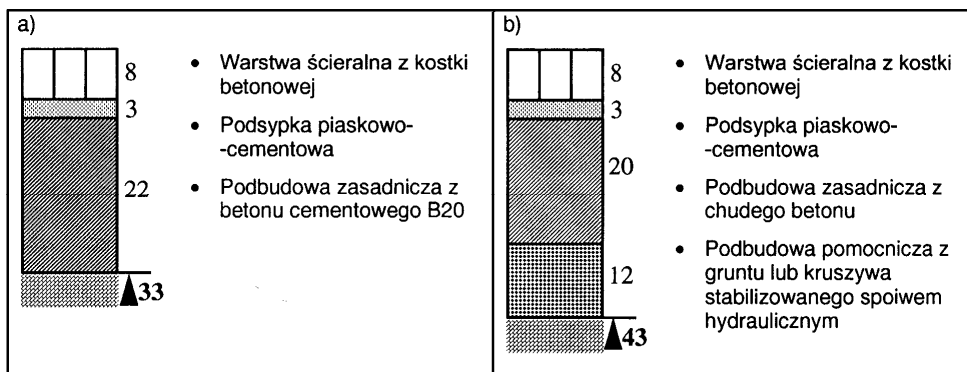 a)
8
3
22
33
• Warstwa ścieralna z kostki
betonowej
• Podsypka piaskowo-
-cementowa
• Podbudowa zasadnicza z
betonu cementowego B20
b)
8
3
20
12
43
• Warstwa ścieralna z kostki
betonowej
• Podsypka piaskowo-
-cementowa
• Podbudowa zasadnicza z
chudego betonu
• Podbudowa pomocnicza z
gruntu lub kruszywa
stabilizowanego spoiwem
hydraulicznym